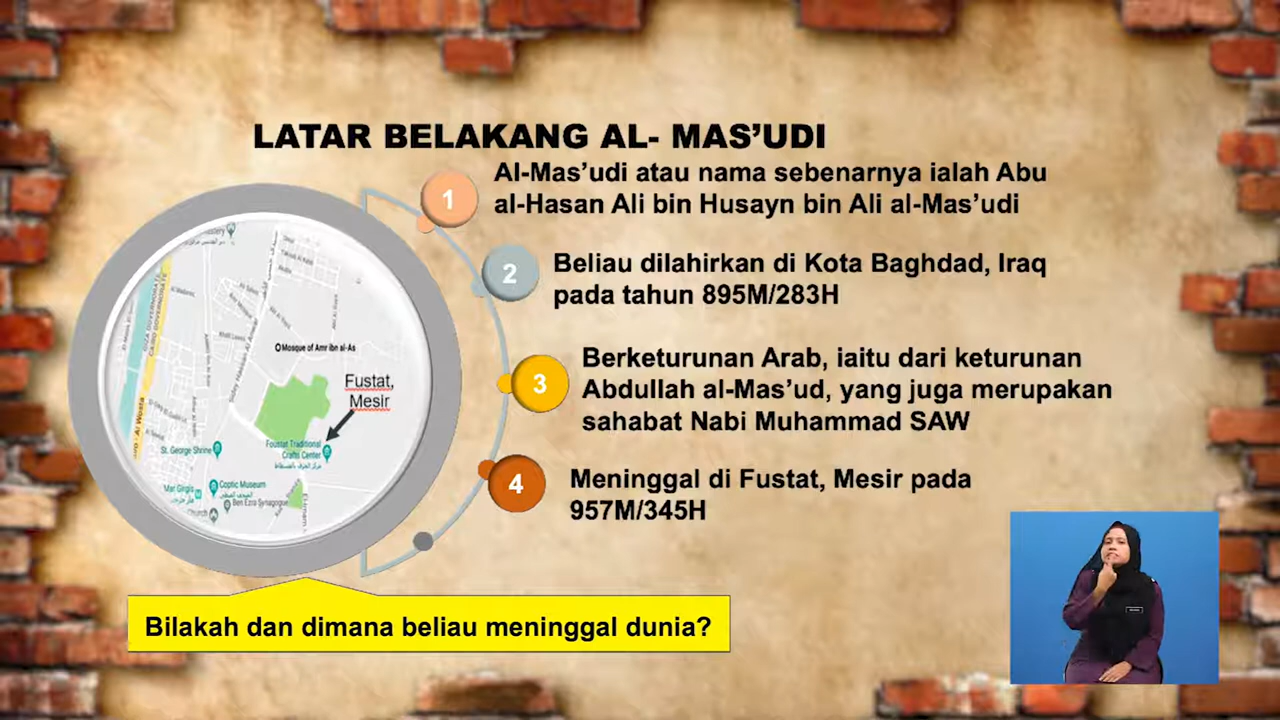 LATAR BELAKANG AL- MAS'UDI
1
Al-Mas'udi atau nama sebenarnya ialah Abu
al-Hasan Ali bin Husayn bin Ali al-Mas'udi
2
Beliau dilahirkan di Kota Baghdad, Iraq
pada tahun 895M/283H
3
Berketurunan Arab, iaitu dari keturunan
Abdullah al-Mas'ud, yang juga merupakan
sahabat Nabi Muhammad SAW
4
Meninggal di Fustat, Mesir pada
957M/345H
Mosque of Amr ibn al-As
Fustat,
Mesir
Foustat Traditional
Crafts Center
St. George Shrine
Coptic Museum
Mar Girgis
Ben Ezra Synagogue
Church
Bilakah dan dimana beliau meninggal dunia?